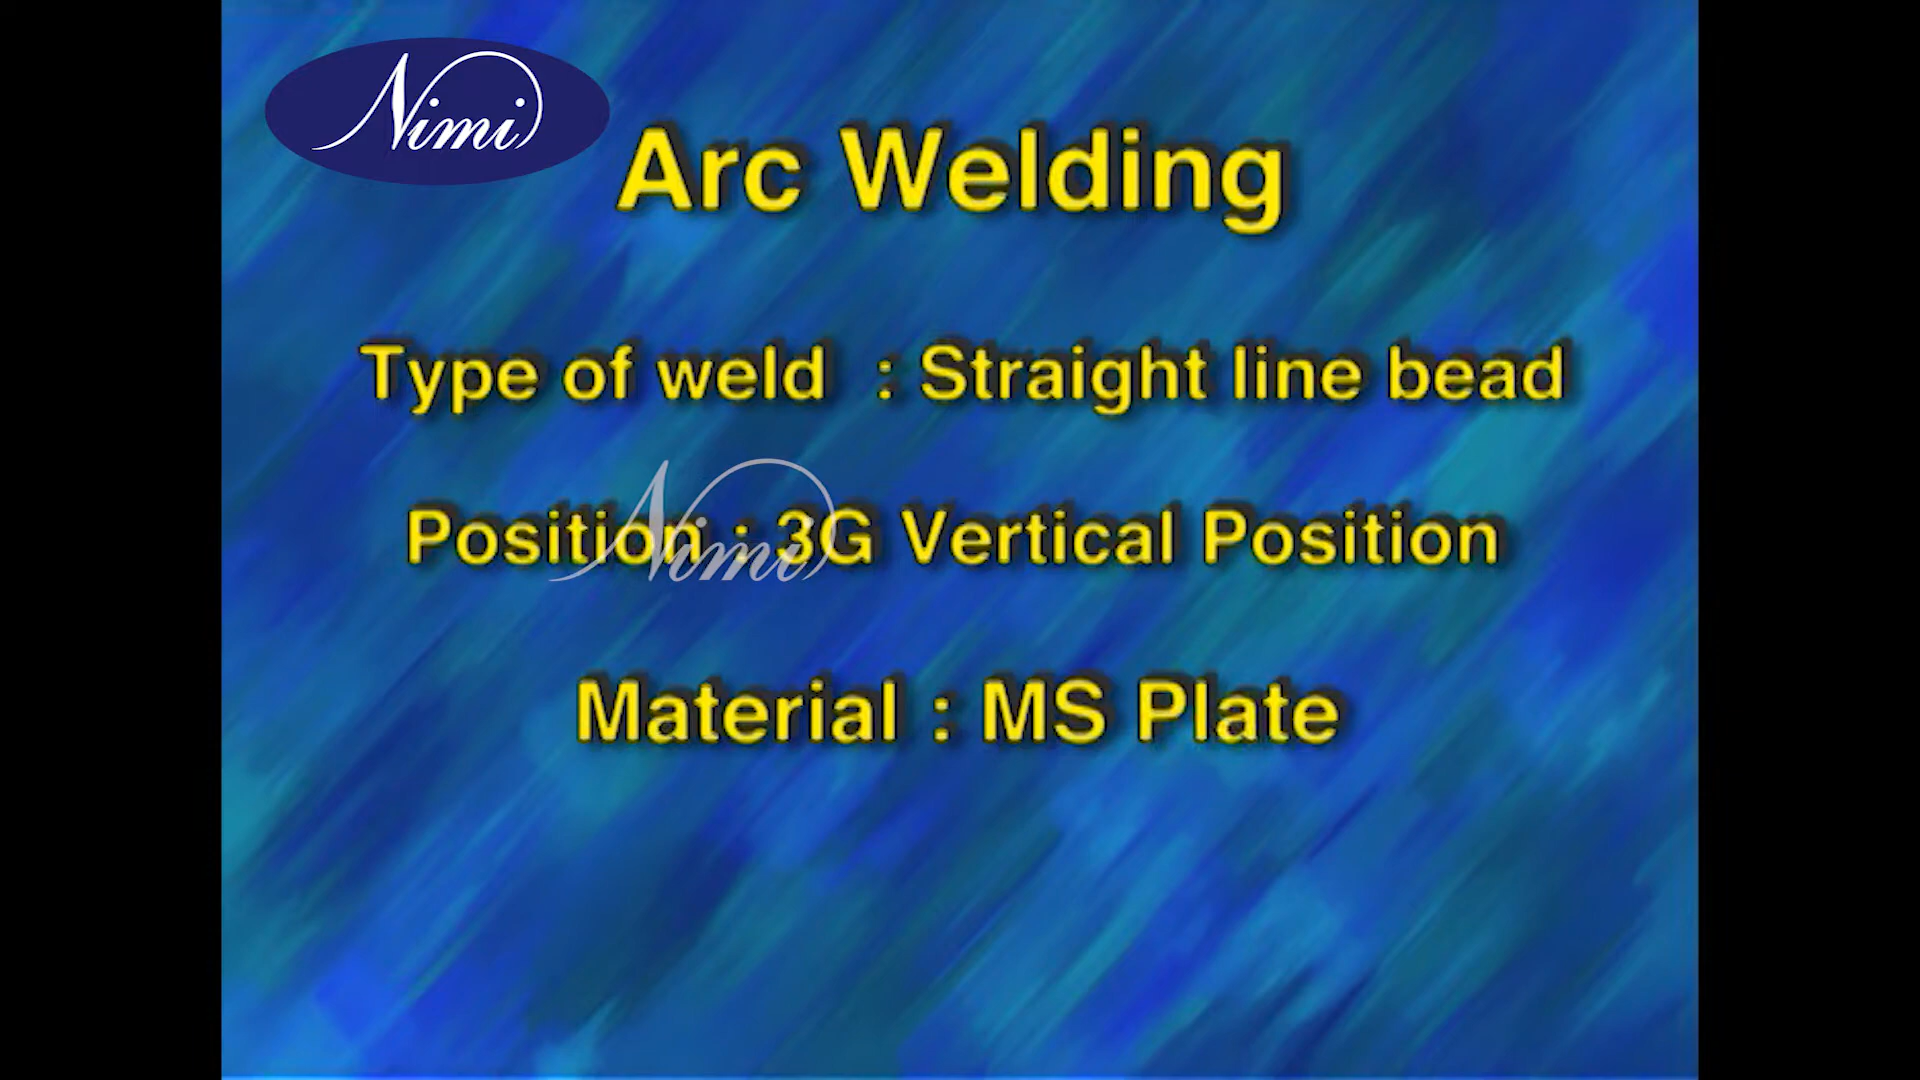 Nimi
Arc Welding
Type of weld : Straight line bead
Position : 3G Vertical Position
Nimi
Material : MS Plate